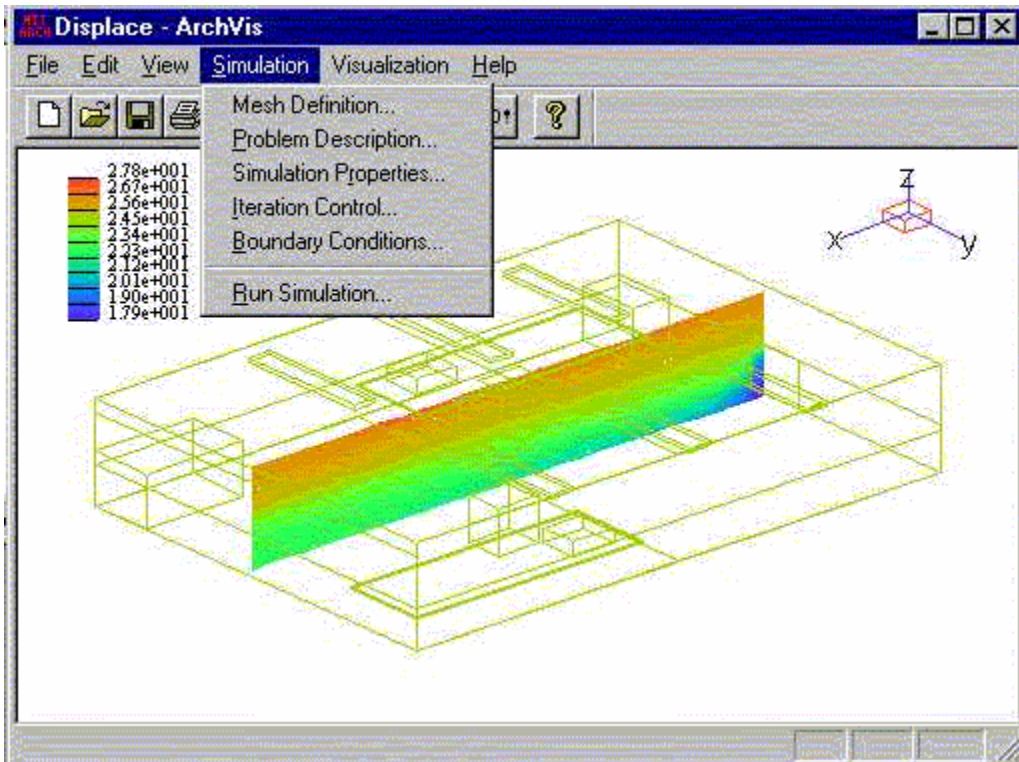 Displace - ArchVis
File Edit View Simulation Visualization Help
Mesh Definition...
Problem Description...
Simulation Properties...
Iteration Control...
Boundary Conditions...
Run Simulation...
2.78e+001
2.67e+001
2.56e+001
2.45e+001
2.34e+001
2.23e+001
2.12e+001
2.01e+001
1.90e+001
1.79e+001
Z
X
y